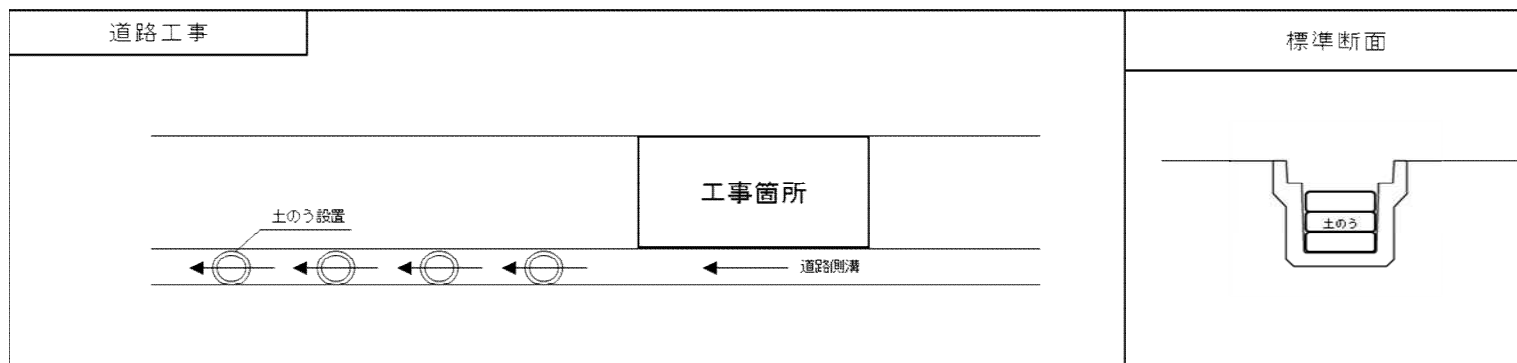 道路工事
標準断面
工事箇所
土のう設置
道路側溝
土のう